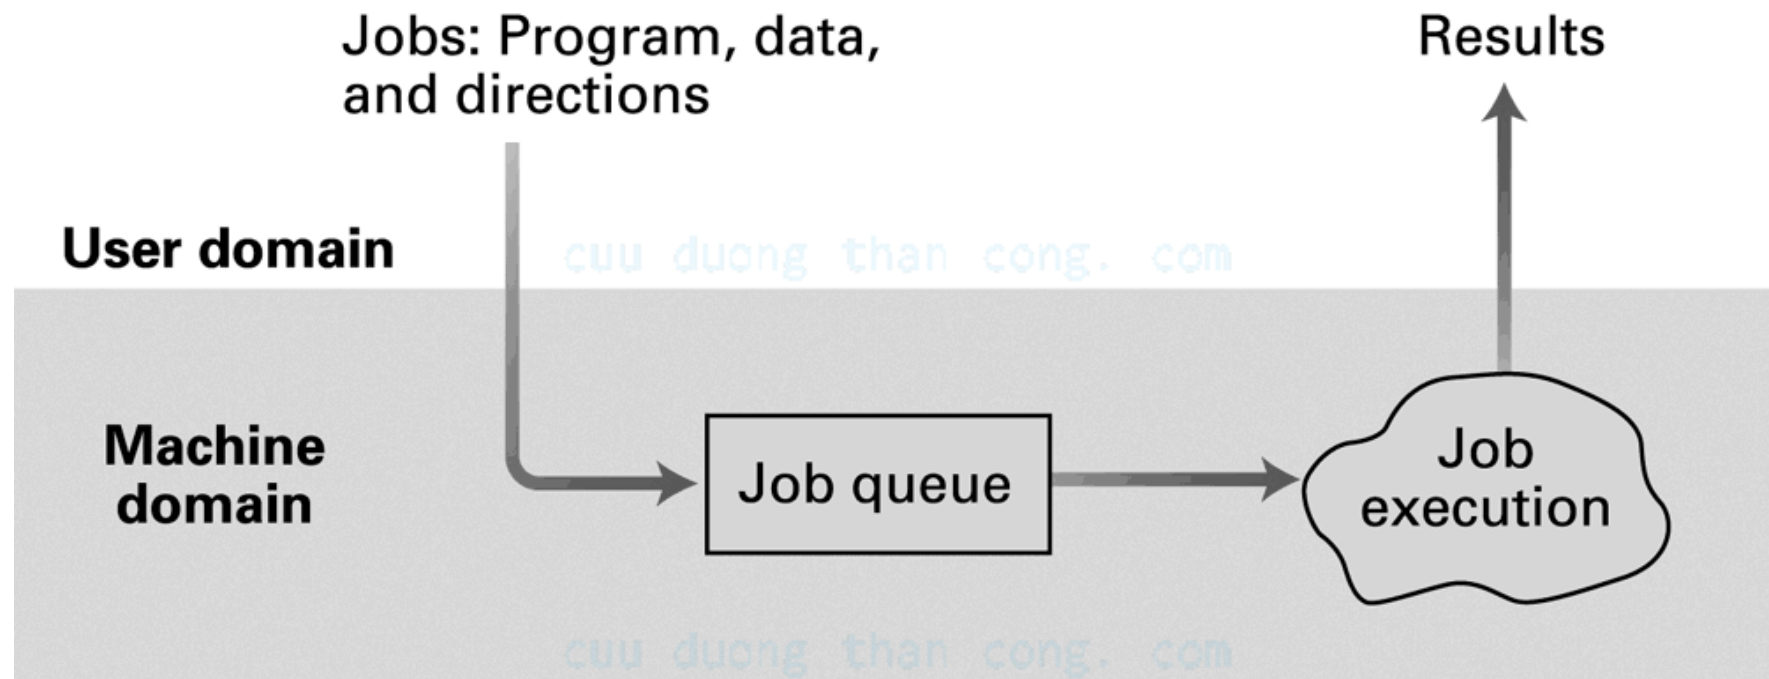 Jobs: Program, data,
and directions
Results
User domain
cuu duong than cong. com
Machine
domain
Job queue
Job
execution
cuu duong than cong. com